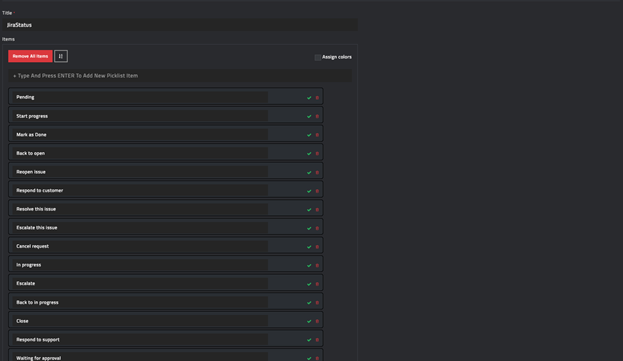 Title *
JiraStatus
Items
Remove All Items
Assign colors
+ Type And Press ENTER To Add New Picklist Item
Pending
Start progress
Mark as Done
Back to open
Reopen issue
Respond to customer
Resolve this issue
Escalate this issue
Cancel request
In progress
Escalate
Back to in progress
Close
Respond to support
Waiting for approval